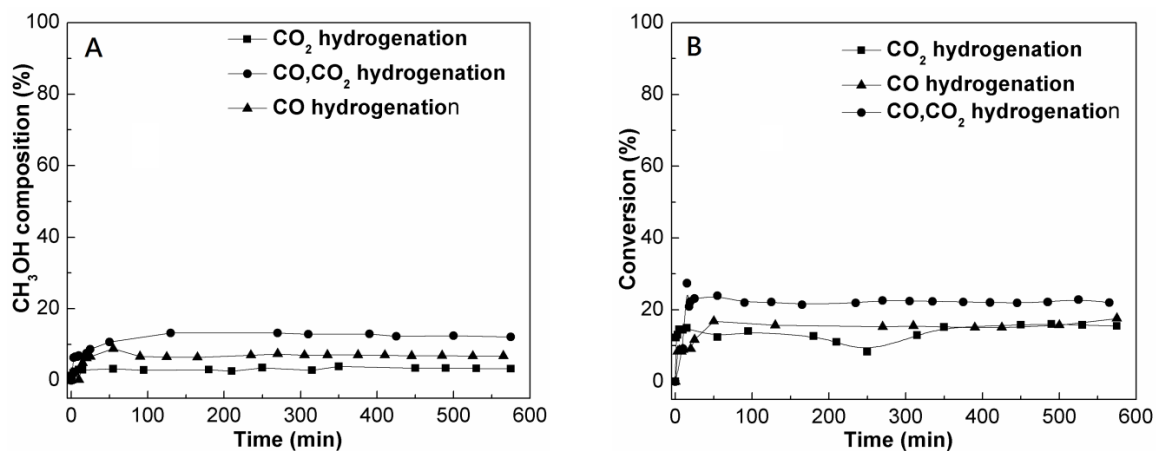 A
CO₂ hydrogenation
CO,CO₂ hydrogenation
CO hydrogenation
CH₃OH composition (%)
100
80
60
40
20
0
0 100 200 300 400 500 600
Time (min)
B
CO₂ hydrogenation
CO hydrogenation
CO,CO₂ hydrogenation
Conversion (%)
100
80
60
40
20
0
0 100 200 300 400 500 600
Time (min)